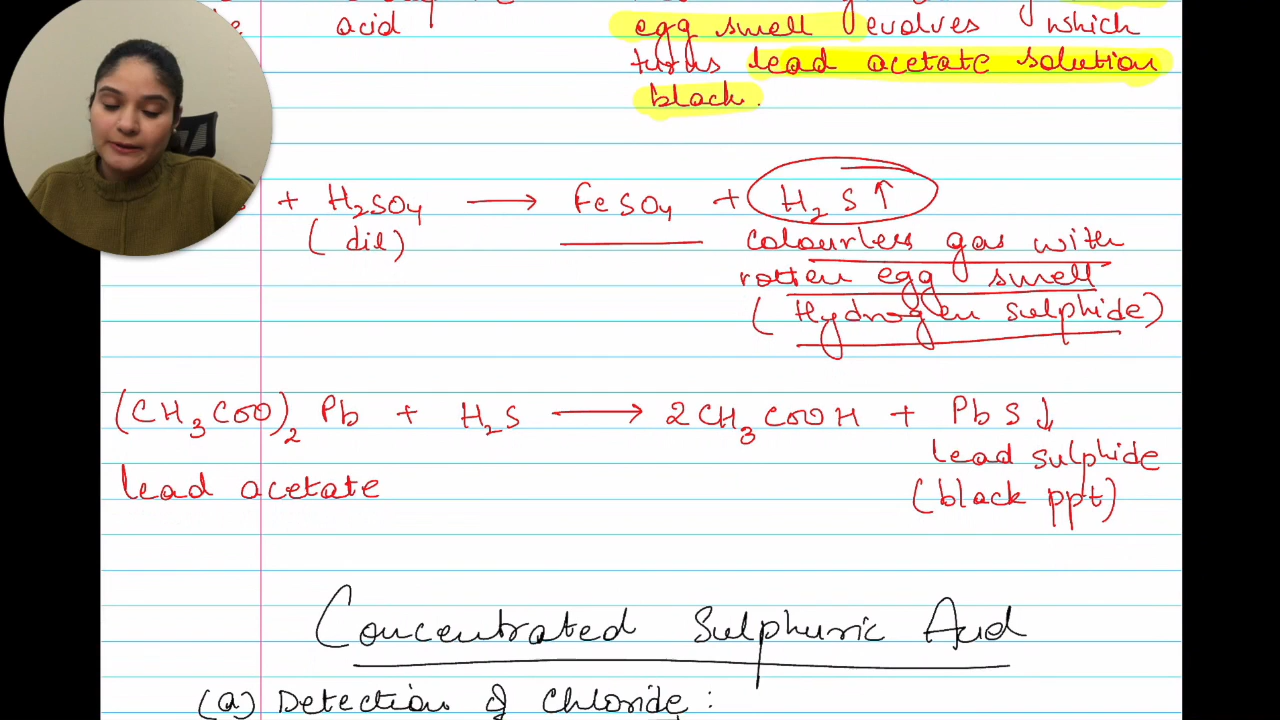 acid
egg smell evolves which
turns lead acetate solution
black.
+ H₂SO₄ → FeSO₄ + H₂S↑
(dil)
colourless gas with
rotten egg smell
(Hydrogen sulphide)
(CH₃COO)₂ Pb + H₂S → 2CH₃COOH + PbS↓
lead acetate
lead sulphide
(black ppt)
Concentrated Sulphuric Acid
(a) Detection of chloride :